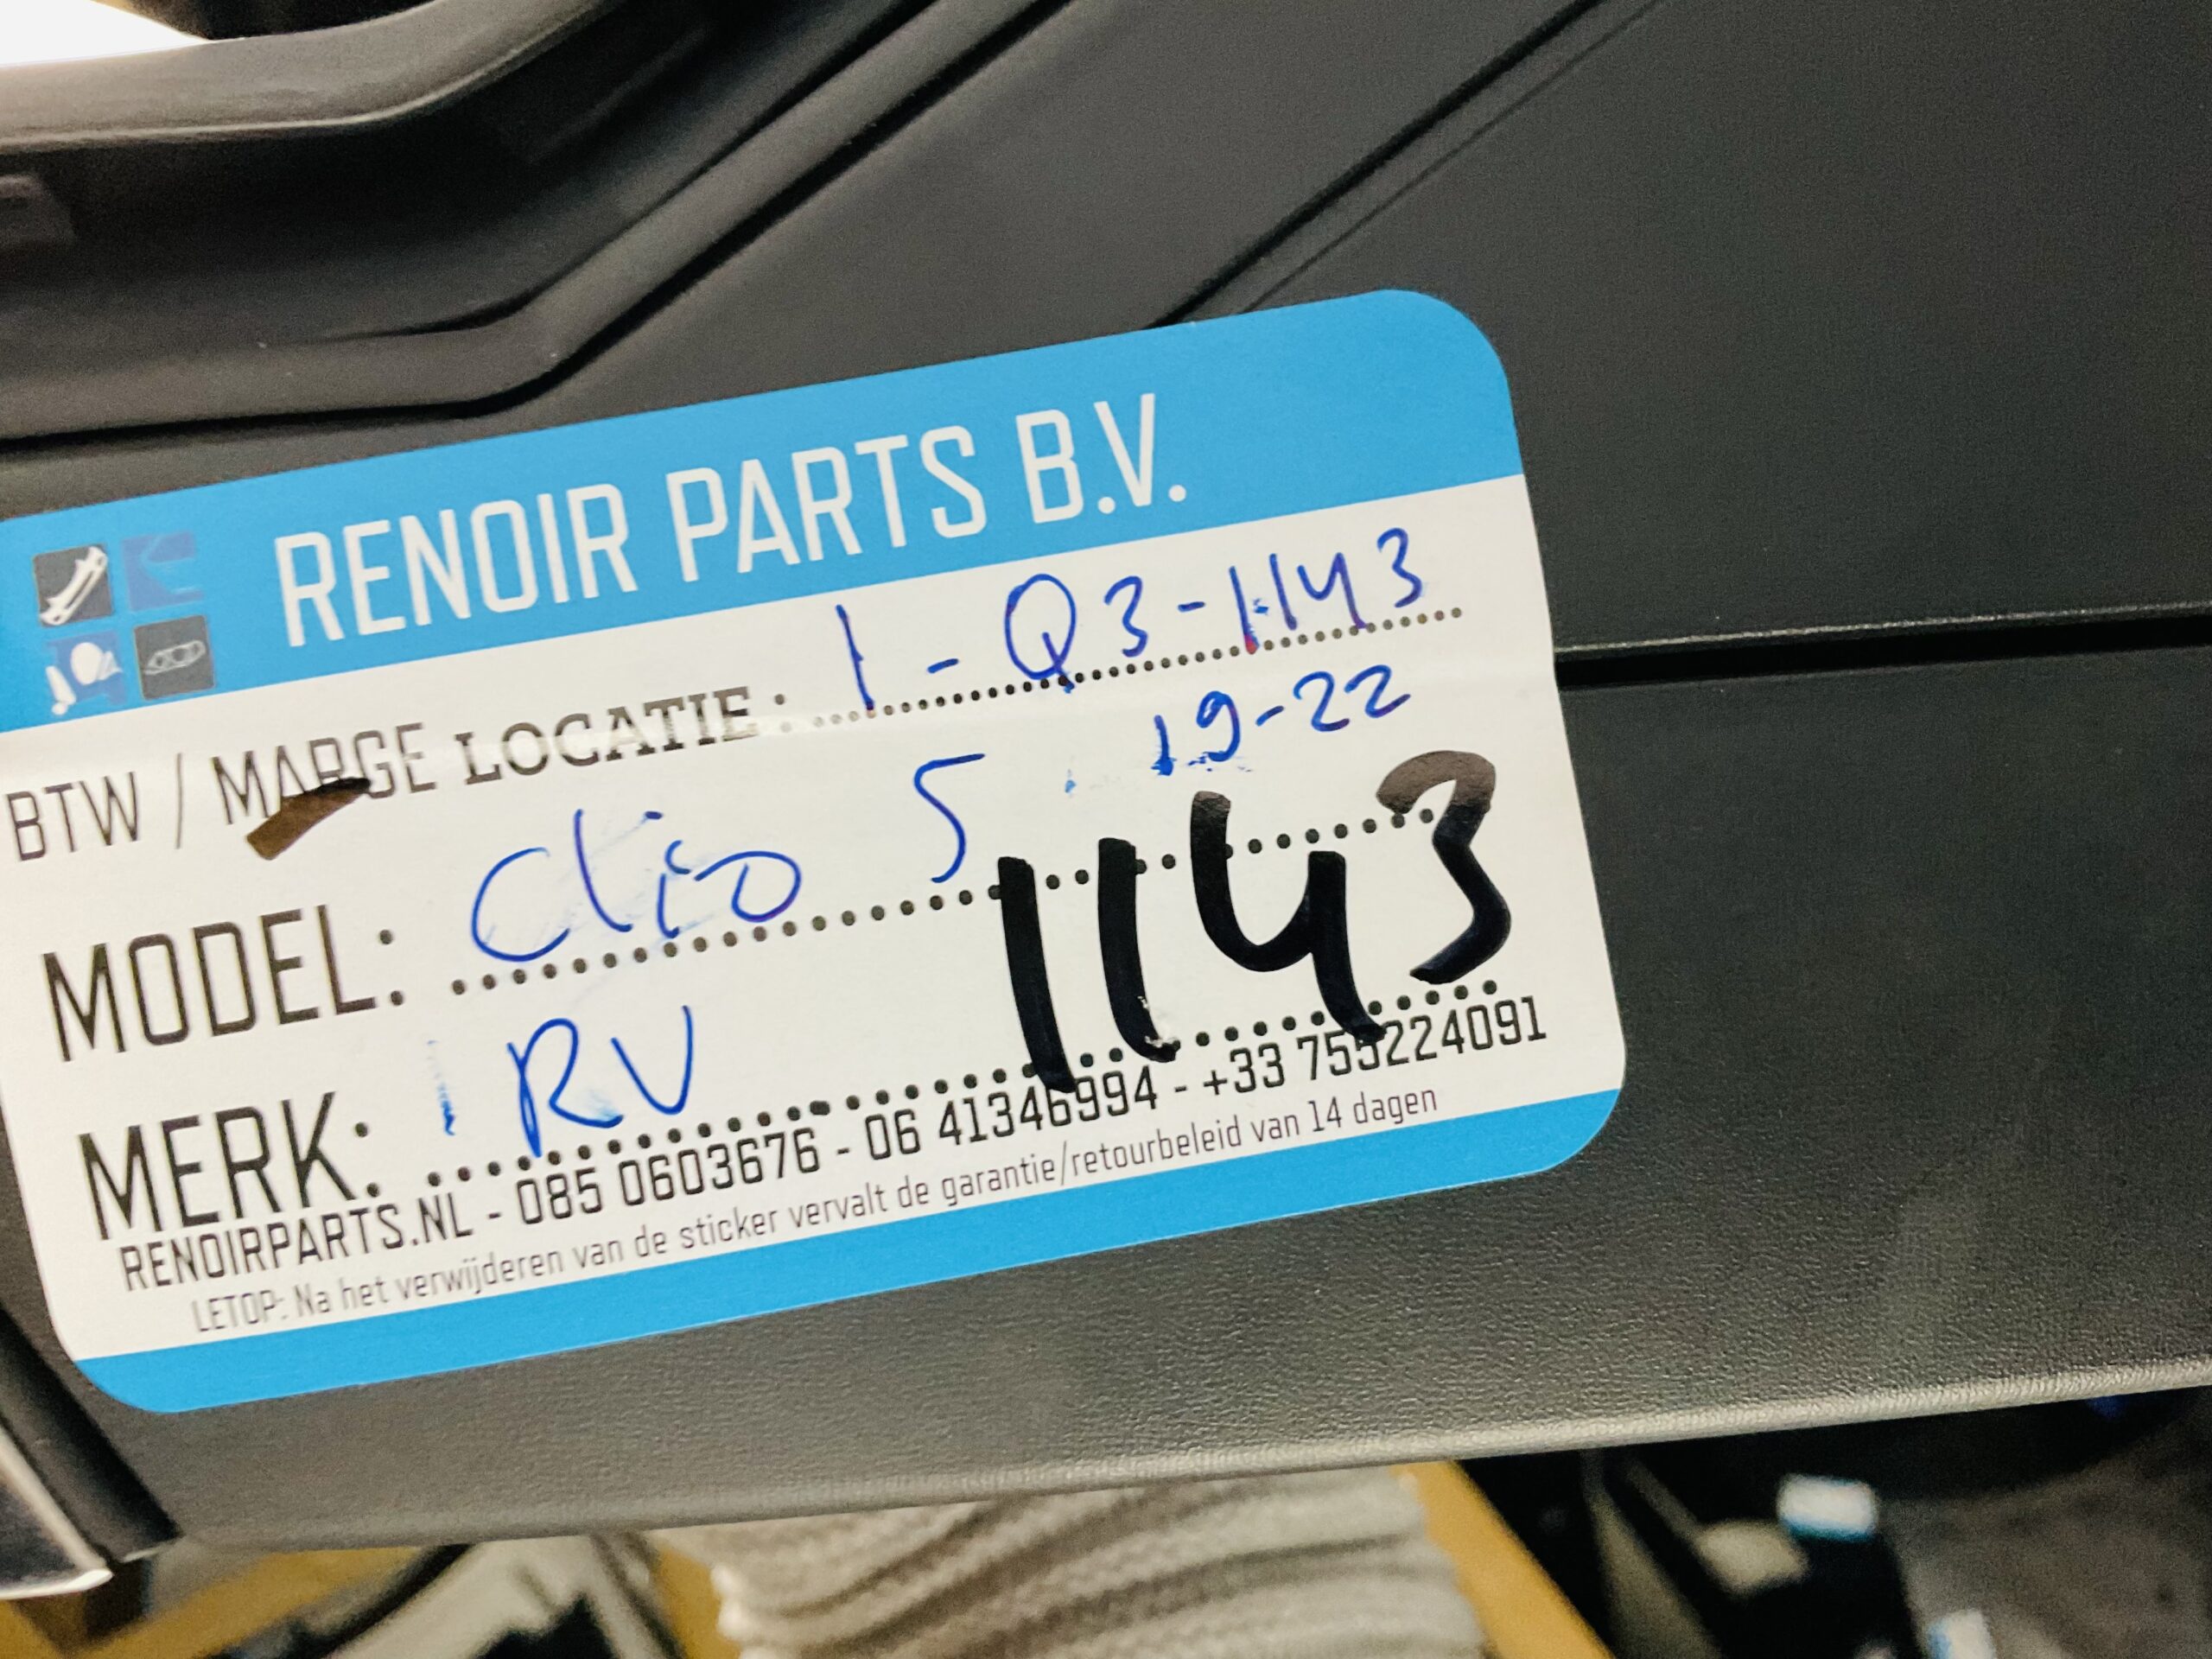 RENOIR PARTS B.V.
BTW / MARGE LOCATIE: 1-Q3-1143
MODEL: Clio 5 19-22
MERK: RV 1143
RENOIRPARTS.NL - 085 0603676 - 06 41346994 - +33 755224091
LETOP: Na het verwijderen van de sticker vervalt de garantie/retourbeleid van 14 dagen